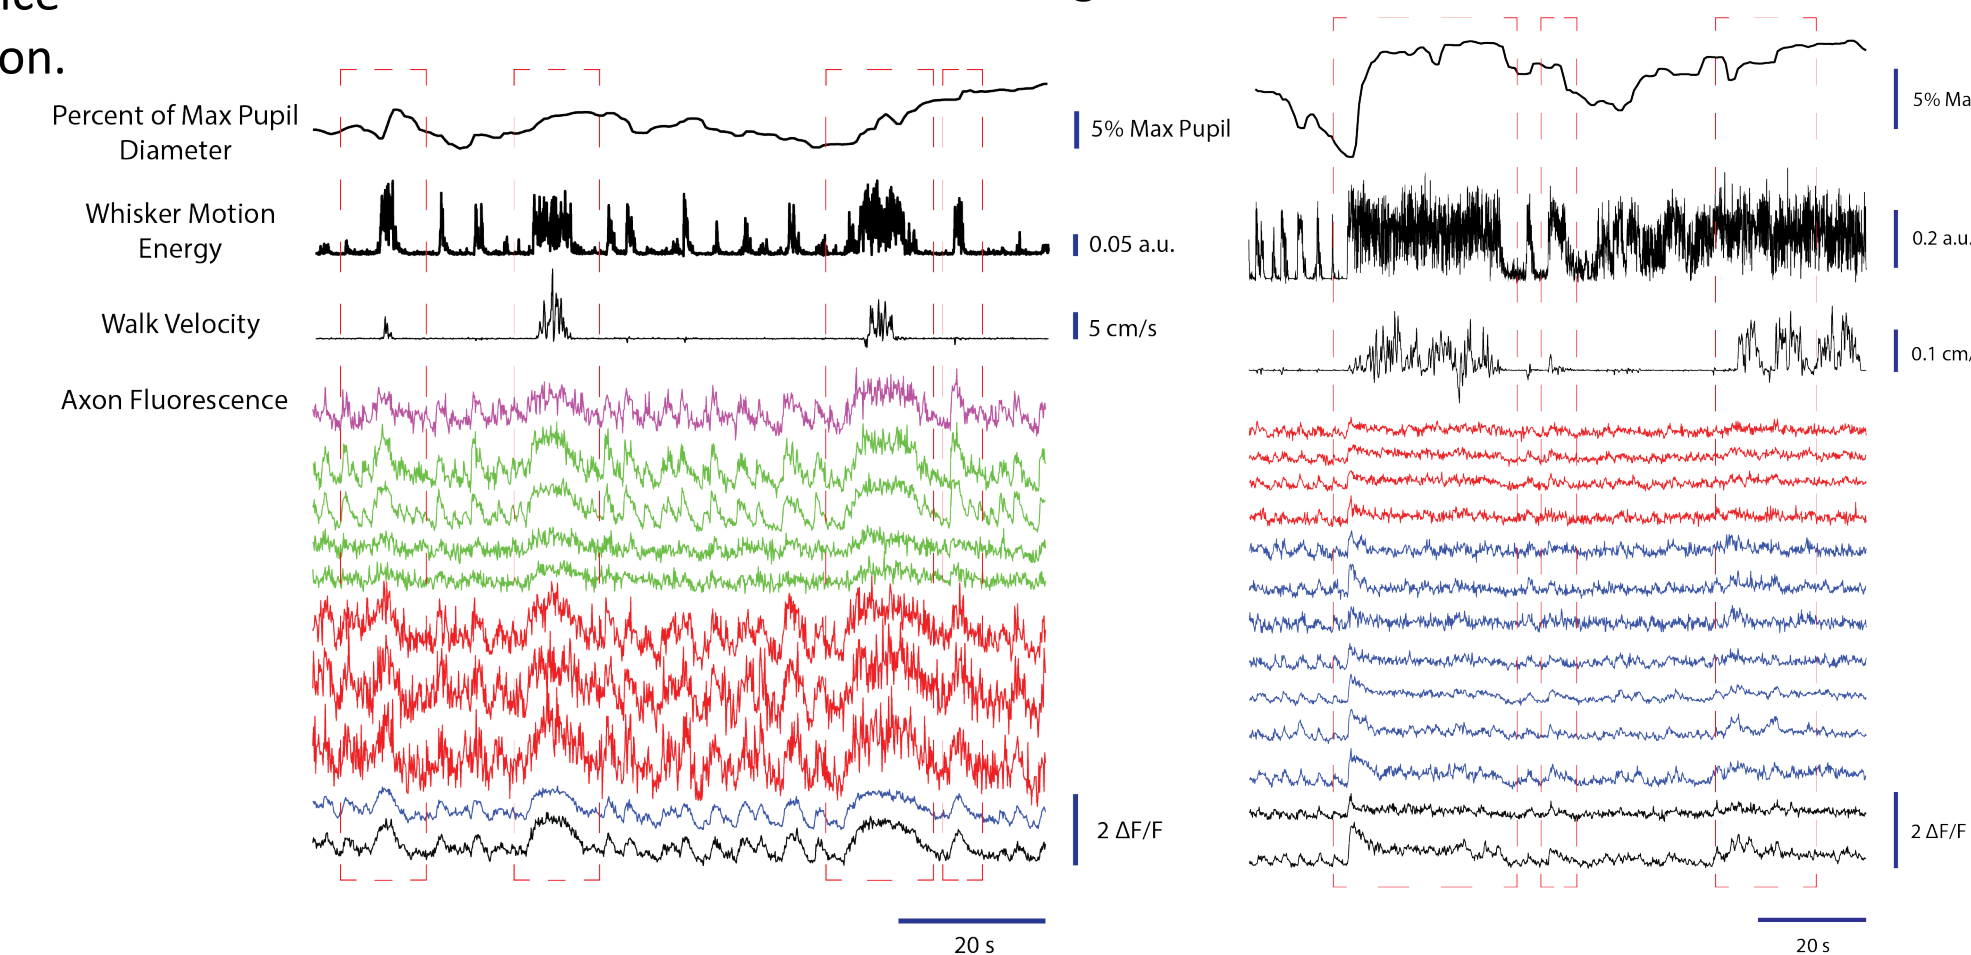 on.
Percent of Max Pupil
Diameter
5% Max Pupil
Whisker Motion
Energy
0.05 a.u.
Walk Velocity
5 cm/s
Axon Fluorescence
2 ΔF/F
20 s
5% Ma
0.2 a.u.
0.1 cm/
2 ΔF/F
20 s